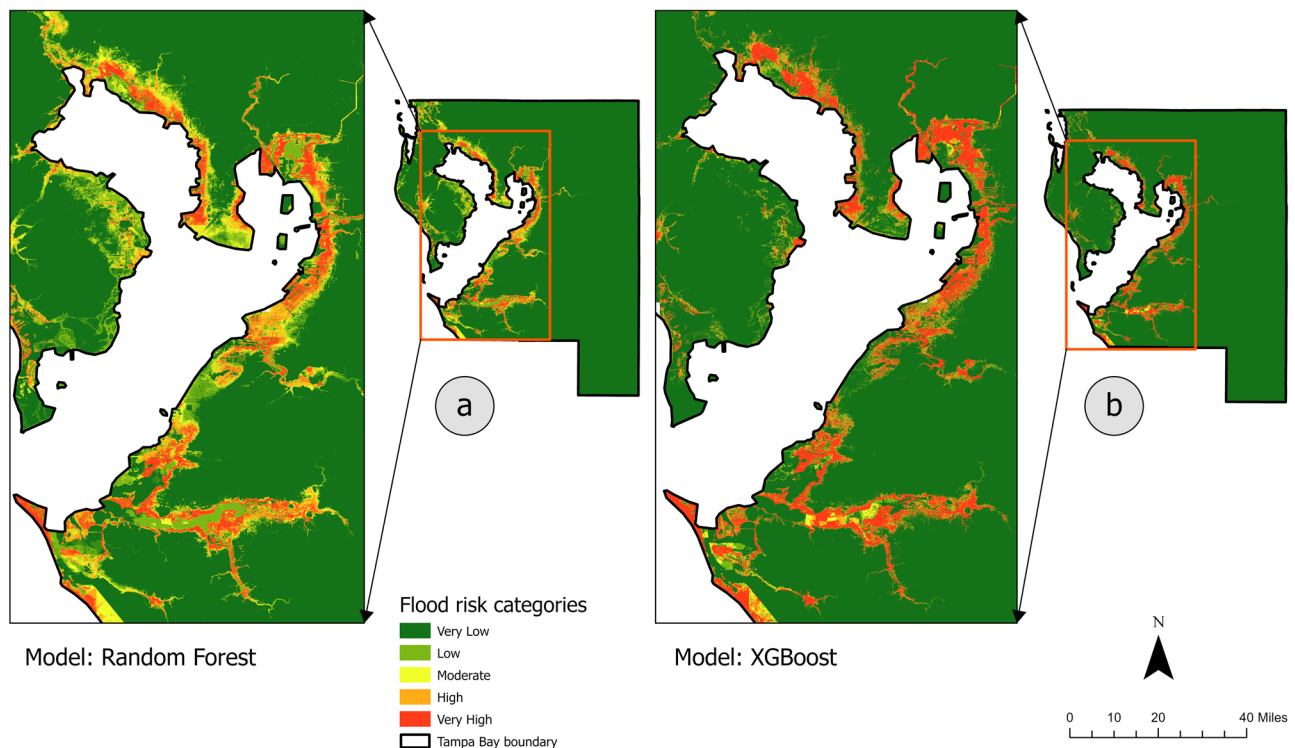 a
b
Model: Random Forest
Flood risk categories
Very Low
Low
Moderate
High
Very High
Tampa Bay boundary
Model: XGBoost
N
0 10 20 40 Miles